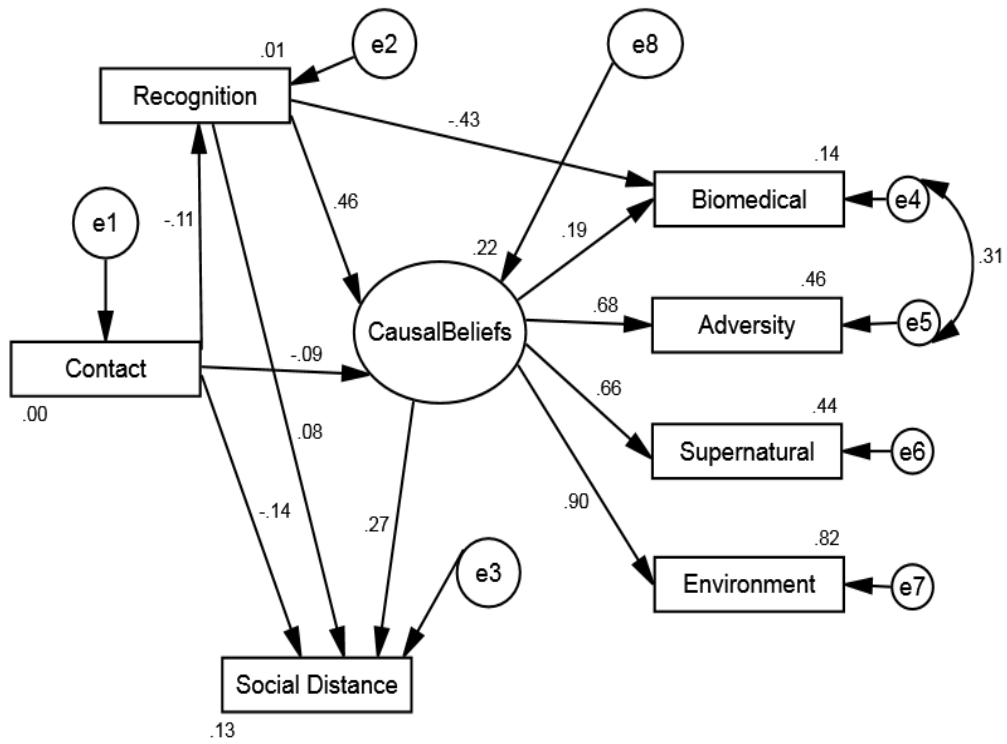 .01
e2
e8
Recognition
-.43
.14
Biomedical
e4
e1
-.11
.46
.19
.22
.31
.46
CausalBeliefs
.68
Adversity
e5
Contact
-.09
.00
.66
.44
.08
Supernatural
e6
-.14
.27
.90
.82
e3
Environment
e7
Social Distance
.13